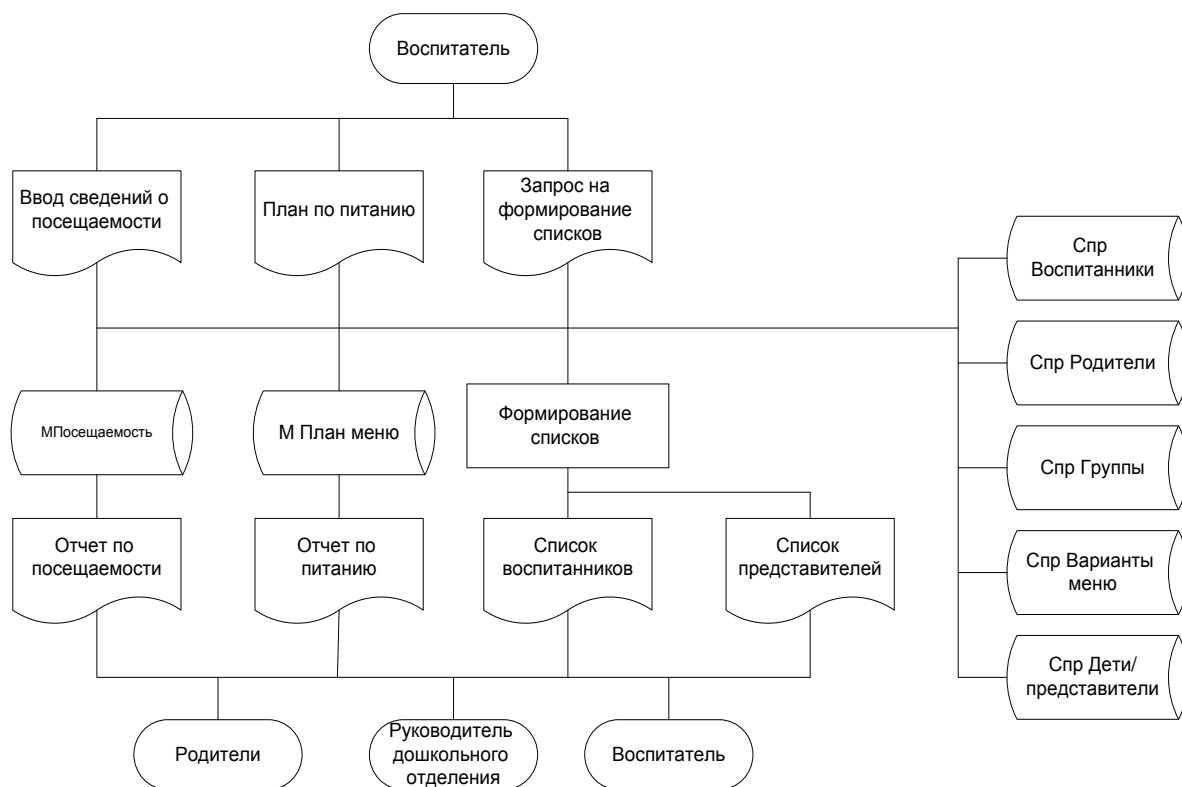 Воспитатель
Ввод сведений о
посещаемости
План по питанию
Запрос на
формирование
списков
Спр
Воспитанники
Спр Родители
МПосещаемость
М План меню
Формирование
списков
Спр Группы
Отчет по
посещаемости
Отчет по
питанию
Список
воспитанников
Список
представителей
Спр Варианты
меню
Спр Дети/
представители
Родители
Руководитель
дошкольного
отделения
Воспитатель